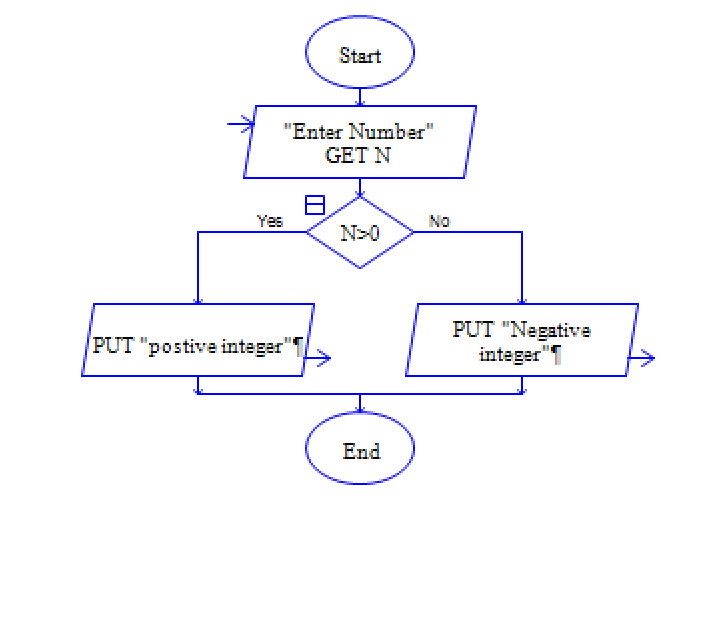 Start
"Enter Number"
GET N
Yes
N>0
No
PUT "postive integer"¶
PUT "Negative
integer"¶
End